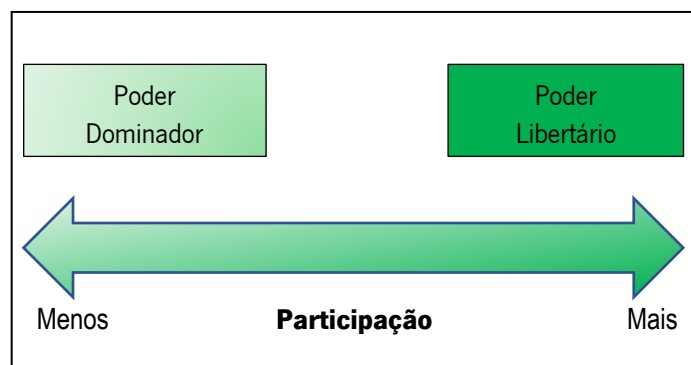 Poder
Dominador
Poder
Libertário
Menos
Participação
Mais